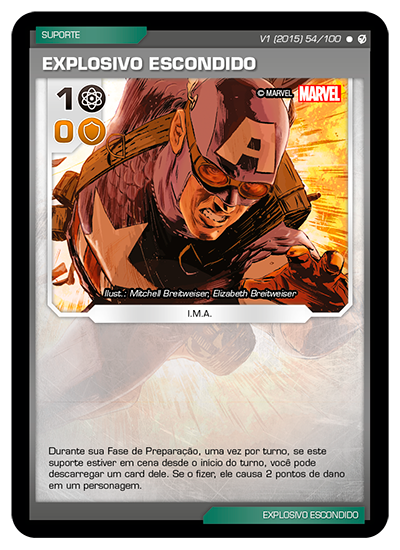 SUPORTE
V1 (2015) 54/100
EXPLOSIVO ESCONDIDO
1
0
© MARVEL MARVEL
A
Ilust.: Mitchell Breitweiser, Elizabeth Breitweiser
I.M.A.
Durante sua Fase de Preparação, uma vez por turno, se este
suporte estiver em cena desde o inicio do turno, você pode
descarregar um card dele. Se o fizer, ele causa 2 pontos de dano
em um personagem.
EXPLOSIVO ESCONDIDO